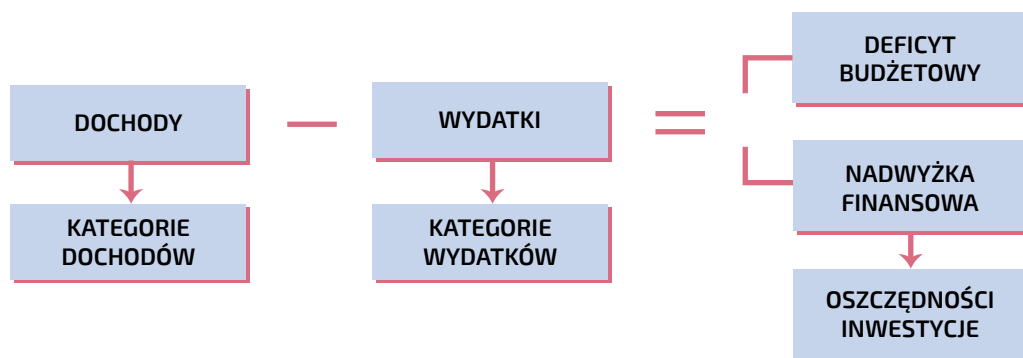 DOCHODY
WYDATKI
DEFICYT
BUDŻETOWY
NADWYŻKA
FINANSOWA
KATEGORIE
DOCHODÓW
KATEGORIE
WYDATKÓW
OSZCZĘDNOŚCI
INWESTYCJE